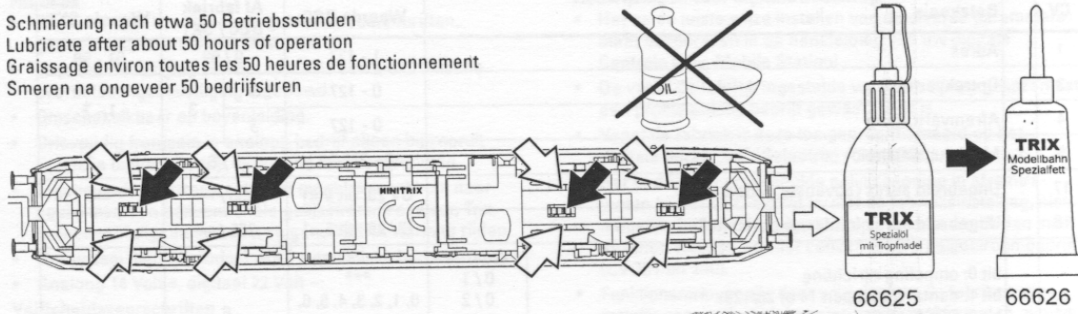 Schmierung nach etwa 50 Betriebsstunden
Lubricate after about 50 hours of operation
Graissage environ toutes les 50 heures de fonctionnement
Smeren na ongeveer 50 bedrijfsuren
OIL
MINITRIX
CE
TRIX
Spezialöl
mit Tropfnadel
66625
TRIX
Modellbahn
Spezialfett
66626